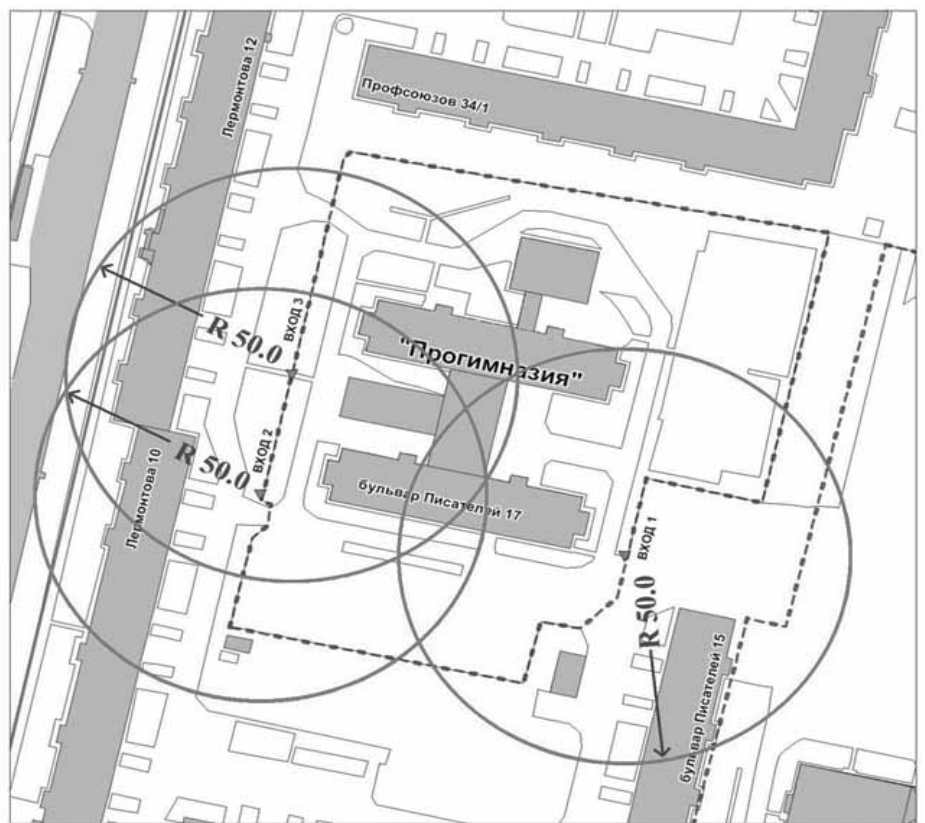 Лермонтова 12
Профсоюзов 34/1
ВХОД 3
R 50.0
"Прогимназия"
ВХОД 2
R 50.0
Лермонтова 10
бульвар Писателей 17
ВХОД 1
R 50.0
бульвар Писателей 15